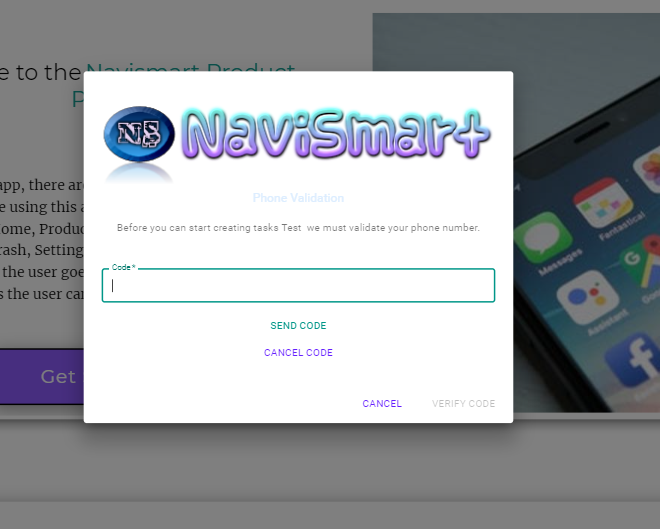 e to the Navismart Product
P
app, there ar
e using this a
ome, Produc
rash, Setting
the user goe
s the user can
Get
NS NaviSmart
Phone Validation
Before you can start creating tasks Test we must validate your phone number.
Code *
SEND CODE
CANCEL CODE
CANCEL VERIFY CODE
Messages
Fantastical
Assistant
Goo